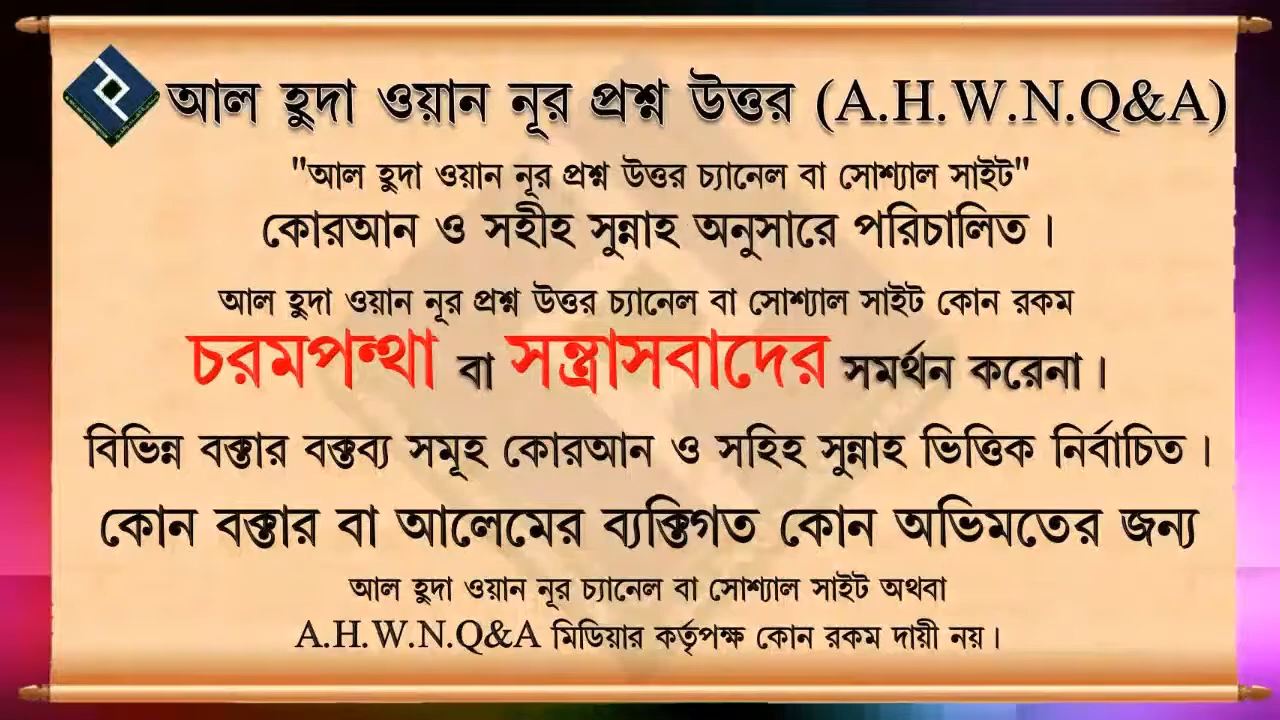 আল হুদা ওয়ান নূর প্রশ্ন উত্তর (A.H.W.N.Q&A)
"আল হুদা ওয়ান নূর প্রশ্ন উত্তর চ্যানেল বা সোশ্যাল সাইট"
কোরআন ও সহীহ সুন্নাহ অনুসারে পরিচালিত।
আল হুদা ওয়ান নূর প্রশ্ন উত্তর চ্যানেল বা সোশ্যাল সাইট কোন রকম
চরমপন্থা বা সন্ত্রাসবাদের সমর্থন করেনা।
বিভিন্ন বক্তার বক্তব্য সমূহ কোরআন ও সহিহ সুন্নাহ ভিত্তিক নির্বাচিত।
কোন বক্তার বা আলেমের ব্যক্তিগত কোন অভিমতের জন্য
আল হুদা ওয়ান নূর চ্যানেল বা সোশ্যাল সাইট অথবা
A.H.W.N.Q&A মিডিয়ার কর্তৃপক্ষ কোন রকম দায়ী নয়।